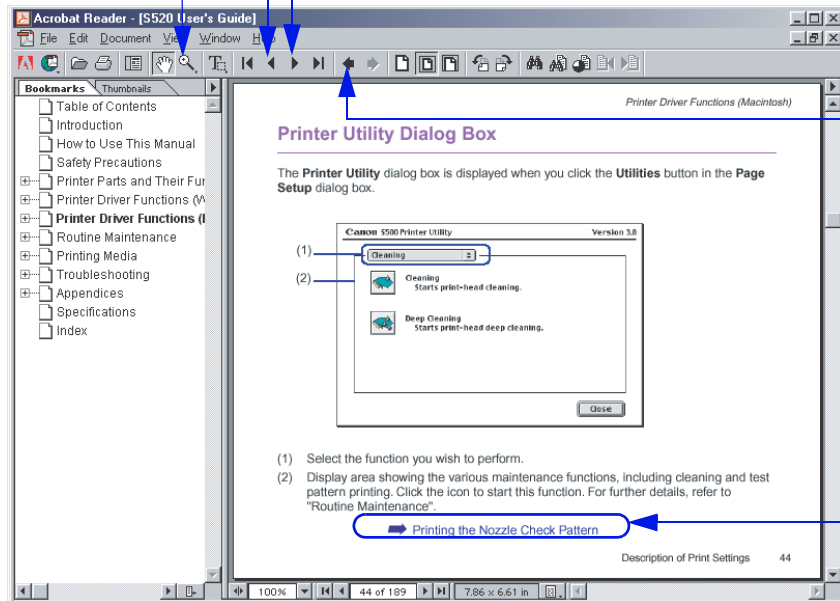 Acrobat Reader - [S520 User's Guide]
File Edit Document View Window Help
Bookmarks Thumbnails
Table of Contents
Introduction
How to Use This Manual
Safety Precautions
Printer Parts and Their Fur
Printer Driver Functions (W
Printer Driver Functions (
Routine Maintenance
Printing Media
Troubleshooting
Appendices
Specifications
Index
Printer Driver Functions (Macintosh)
Printer Utility Dialog Box
The Printer Utility dialog box is displayed when you click the Utilities button in the Page
Setup dialog box.
Canon S500 Printer Utility Version 3.8
(1)
Cleaning
(2)
Cleaning
Starts print-head cleaning.
Deep Cleaning
Starts print-head deep cleaning.
Close
(1) Select the function you wish to perform.
(2) Display area showing the various maintenance functions, including cleaning and test
pattern printing. Click the icon to start this function. For further details, refer to
"Routine Maintenance".
Printing the Nozzle Check Pattern
Description of Print Settings 44
100% 44 of 189 7.86 x 6.61 in